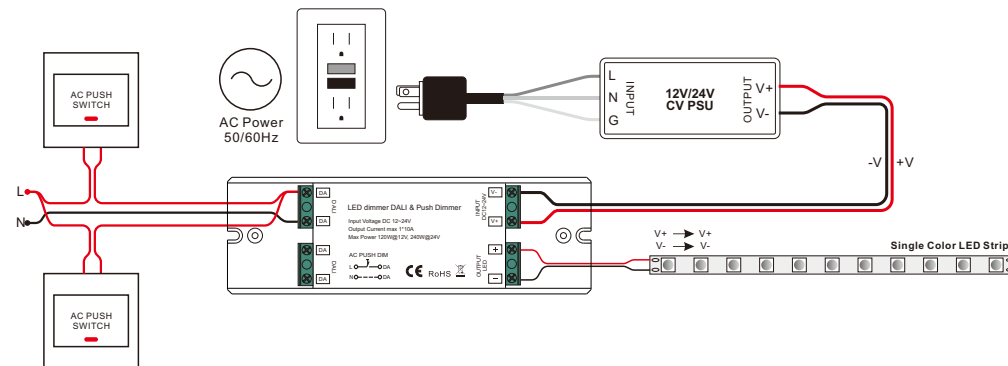 AC PUSH
SWITCH
AC Power
50/60Hz
L
N
G
INPUT
12V/24V
CV PSU
OUTPUT
V+
V-
-V
+V
L
N
DA
DALI
DA
DA
DALI
DA
LED dimmer DALI & Push Dimmer
Input Voltage DC 12~24V
Output Current max 1*10A
Max Power 120W@12V, 240W@24V
AC PUSH DIM
L DA
N DA
CE RoHS
V-
INPUT
DC12~24V
V+
+
OUTPUT
LED
−
V+ → V+
V- → V-
Single Color LED Strip
AC PUSH
SWITCH